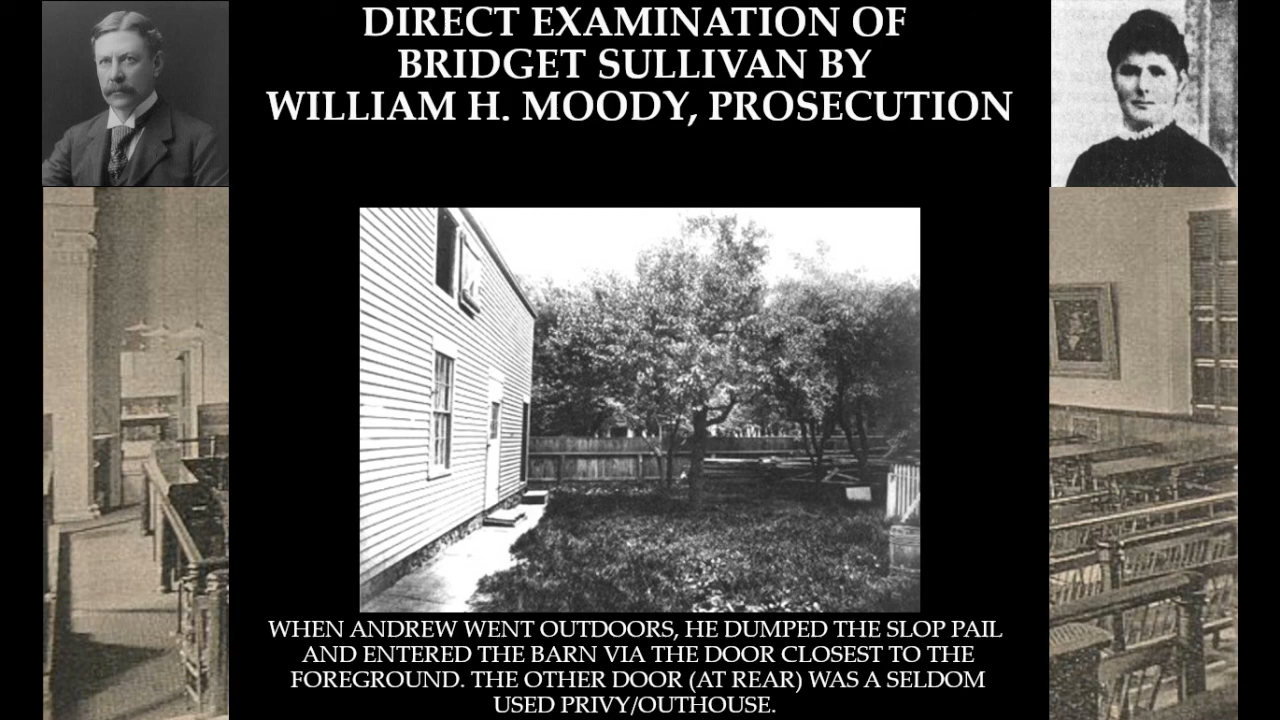 DIRECT EXAMINATION OF
BRIDGET SULLIVAN BY
WILLIAM H. MOODY, PROSECUTION
WHEN ANDREW WENT OUTDOORS, HE DUMPED THE SLOP PAIL
AND ENTERED THE BARN VIA THE DOOR CLOSEST TO THE
FOREGROUND. THE OTHER DOOR (AT REAR) WAS A SELDOM
USED PRIVY/OUTHOUSE.